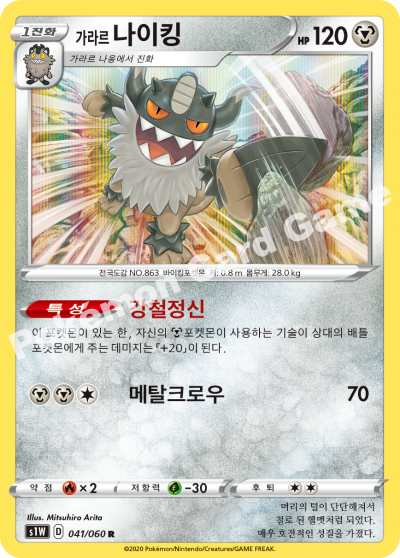 1진화
가라르 나이킹
HP 120
가라르 나옹에서 진화
전국도감 NO.863 바이킹포켓몬 키: 0.8 m 몸무게: 28.0 kg
특성 강철정신
이 포켓몬이 있는 한, 자신의 포켓몬이 사용하는 기술이 상대의 배틀
포켓몬에게 주는 데미지는 「+20」이 된다.
메탈크로우 70
약점 ×2 저항력 -30 후퇴
Illus. Mitsuhiro Arita
머리의 털이 단단해져서
철로 된 헬멧처럼 되었다.
매우 호전적인 성질을 가졌다.
s1W D 041/060 R
©2020 Pokémon/Nintendo/Creatures/GAME FREAK.
Pokémon Card Game